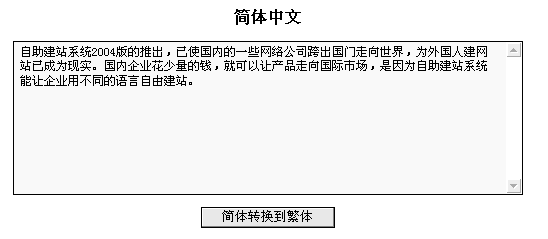 简体中文
自助建站系统2004版的推出，已使国内的一些网络公司跨出国门走向世界，为外国人建网
站已成为现实。国内企业花少量的钱，就可以让产品走向国际市场，是因为自助建站系统
能让企业用不同的语言自由建站。
简体转换到繁体